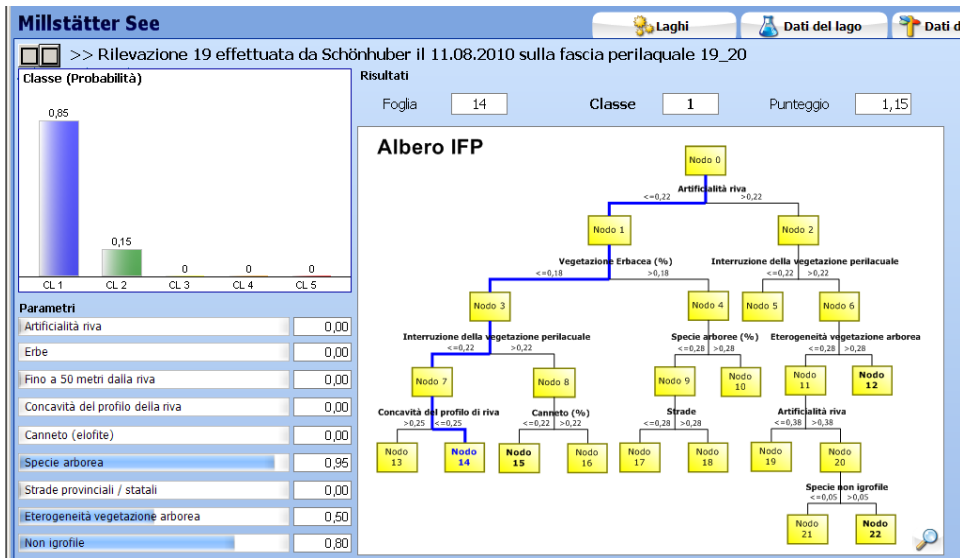 Millstätter See
Laghi
Dati del lago
Dati d
>> Rilevazione 19 effettuata da Schönhuber il 11.08.2010 sulla fascia perilaquale 19_20
Classe (Probabilità)
0,85
0,15
0
0
0
CL 1 CL 2 CL 3 CL 4 CL 5
Parametri
Artificialità riva 0,00
Erbe 0,00
Fino a 50 metri dalla riva 0,00
Concavità del profilo della riva 0,00
Canneto (elofite) 0,00
Specie arborea 0,95
Strade provinciali / statali 0,00
Eterogeneità vegetazione arborea 0,50
Non igrofile 0,80
Risultati
Foglia 14 Classe 1 Punteggio 1,15
Albero IFP
Nodo 0
Artificialità riva
<=0,22 >0,22
Nodo 1 Nodo 2
Vegetazione Erbacea (%) Interruzione della vegetazione perilacuale
<=0,18 >0,18 <=0,22 >0,22
Nodo 3 Nodo 4 Nodo 5 Nodo 6
Interruzione della vegetazione perilacuale Specie arboree (%) Eterogeneità vegetazione arborea
<=0,22 >0,22 <=0,28 >0,28 <=0,28 >0,28
Nodo 7 Nodo 8 Nodo 9 Nodo 10 Nodo 11 Nodo 12
Concavità del profilo di riva Canneto (%) Strade Artificialità riva
>0,25 <=0,25 <=0,22 >0,22 <=0,28 >0,28 <=0,38 >0,38
Nodo 13 Nodo 14 Nodo 15 Nodo 16 Nodo 17 Nodo 18 Nodo 19 Nodo 20
Specie non igrofile
<=0,05 >0,05
Nodo 21 Nodo 22